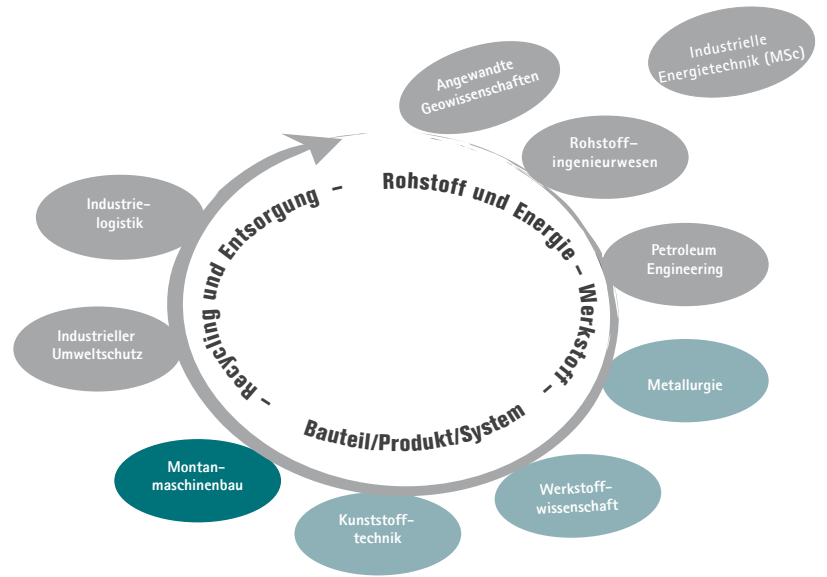 Industrielle
Energietechnik (MSc)
Angewandte
Geowissenschaften
Rohstoff-
ingenieurwesen
Petroleum
Engineering
Metallurgie
Werkstoff-
wissenschaft
Kunststoff-
technik
Montan-
maschinenbau
Industrieller
Umweltschutz
Industrie-
logistik
Rohstoff und Energie – Werkstoff –
Bauteil/Produkt/System
– Recycling und Entsorgung –